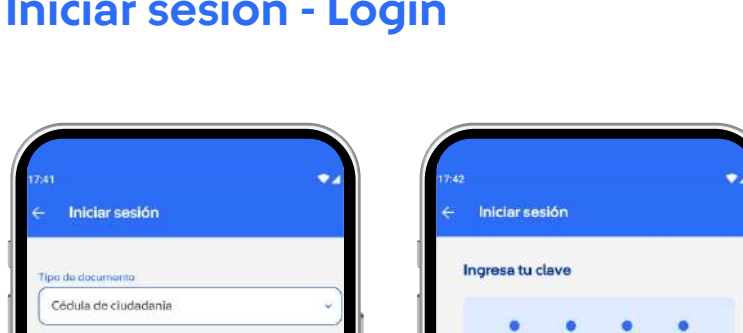 Iniciar sesión - Login
17:41
Iniciar sesión
Tipo de documento
Cédula de ciudadanía
17:42
Iniciar sesión
Ingresa tu clave